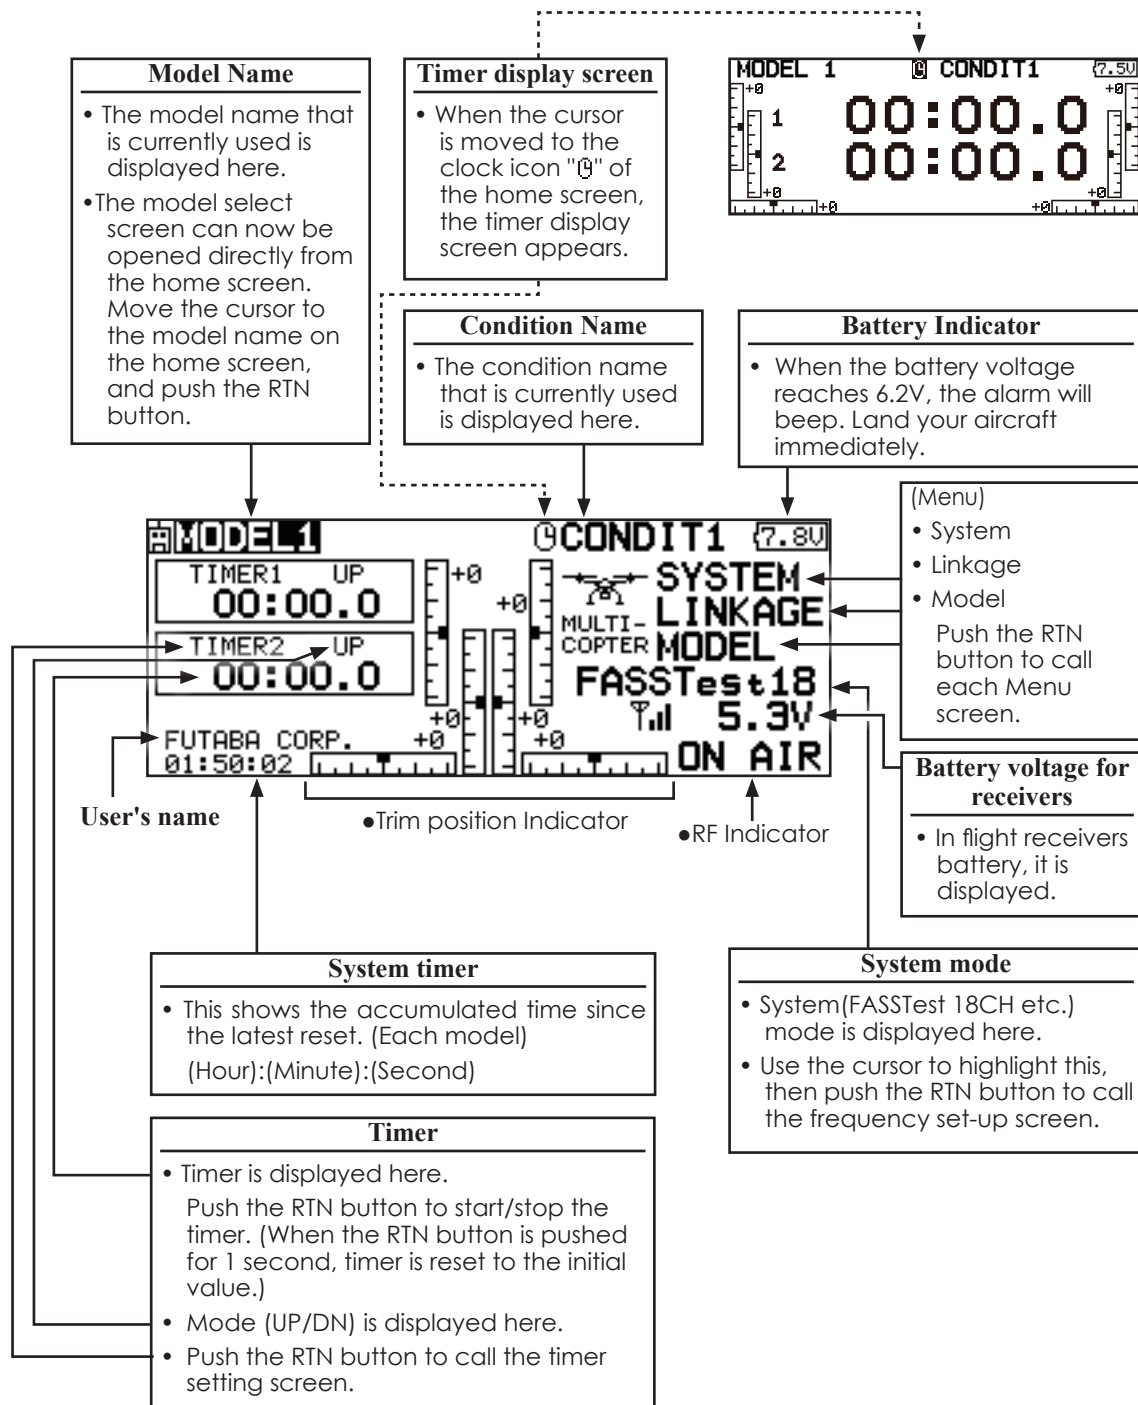 Model Name
• The model name that
is currently used is
displayed here.
•The model select
screen can now be
opened directly from
the home screen.
Move the cursor to
the model name on
the home screen,
and push the RTN
button.
Timer display screen
• When the cursor
is moved to the
clock icon "" of
the home screen,
the timer display
screen appears.
MODEL 1 CONDIT1 7.5V
+0 +0
1 00:00.0
2 00:00.0
+0 +0
+0 +0
Condition Name
• The condition name
that is currently used
is displayed here.
Battery Indicator
• When the battery voltage
reaches 6.2V, the alarm will
beep. Land your aircraft
immediately.
(Menu)
• System
• Linkage
• Model
Push the RTN
button to call
each Menu
screen.
MODEL1 CONDIT1 7.8V
TIMER1 UP
00:00.0
+0
+0
SYSTEM
LINKAGE
MULTI-
COPTER
MODEL
TIMER2 UP
00:00.0
FASSTest18
5.3V
+0 +0
FUTABA CORP.
+0 +0
01:50:02
ON AIR
User's name
●Trim position Indicator
●RF Indicator
Battery voltage for
receivers
• In flight receivers
battery, it is
displayed.
System timer
• This shows the accumulated time since
the latest reset. (Each model)
(Hour):(Minute):(Second)
System mode
• System(FASSTest 18CH etc.)
mode is displayed here.
• Use the cursor to highlight this,
then push the RTN button to call
the frequency set-up screen.
Timer
• Timer is displayed here.
Push the RTN button to start/stop the
timer. (When the RTN button is pushed
for 1 second, timer is reset to the initial
value.)
• Mode (UP/DN) is displayed here.
• Push the RTN button to call the timer
setting screen.